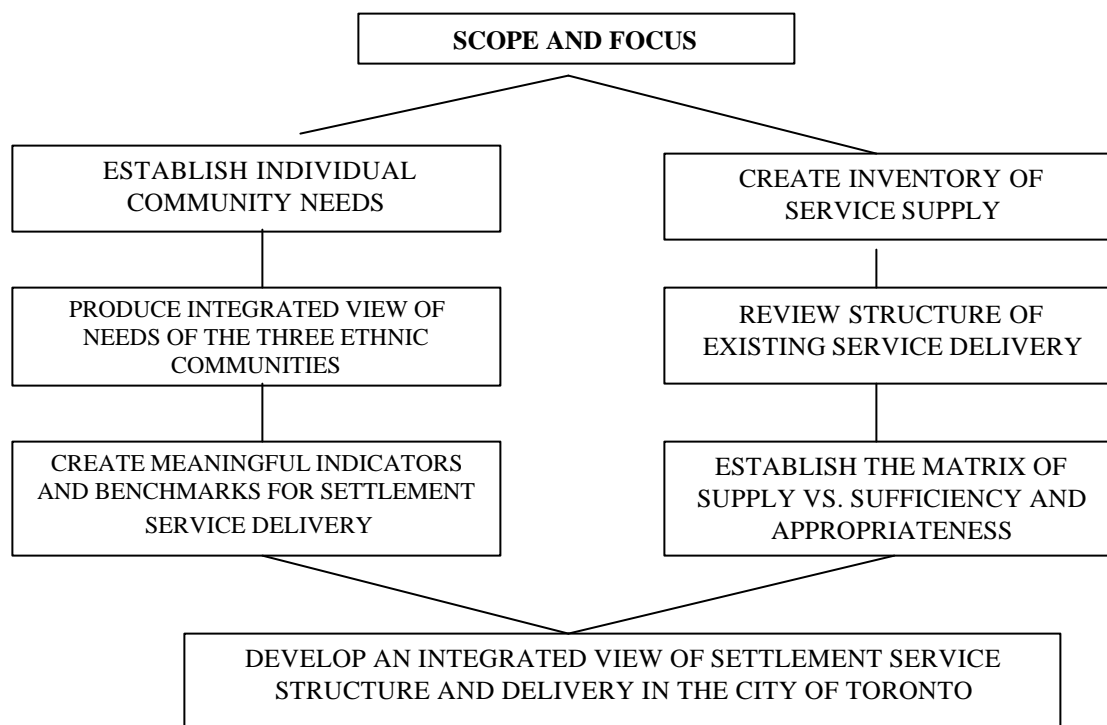 SCOPE AND FOCUS
ESTABLISH INDIVIDUAL
COMMUNITY NEEDS
PRODUCE INTEGRATED VIEW OF
NEEDS OF THE THREE ETHNIC
COMMUNITIES
CREATE MEANINGFUL INDICATORS
AND BENCHMARKS FOR SETTLEMENT
SERVICE DELIVERY
CREATE INVENTORY OF
SERVICE SUPPLY
REVIEW STRUCTURE OF
EXISTING SERVICE DELIVERY
ESTABLISH THE MATRIX OF
SUPPLY VS. SUFFICIENCY AND
APPROPRIATENESS
DEVELOP AN INTEGRATED VIEW OF SETTLEMENT SERVICE
STRUCTURE AND DELIVERY IN THE CITY OF TORONTO